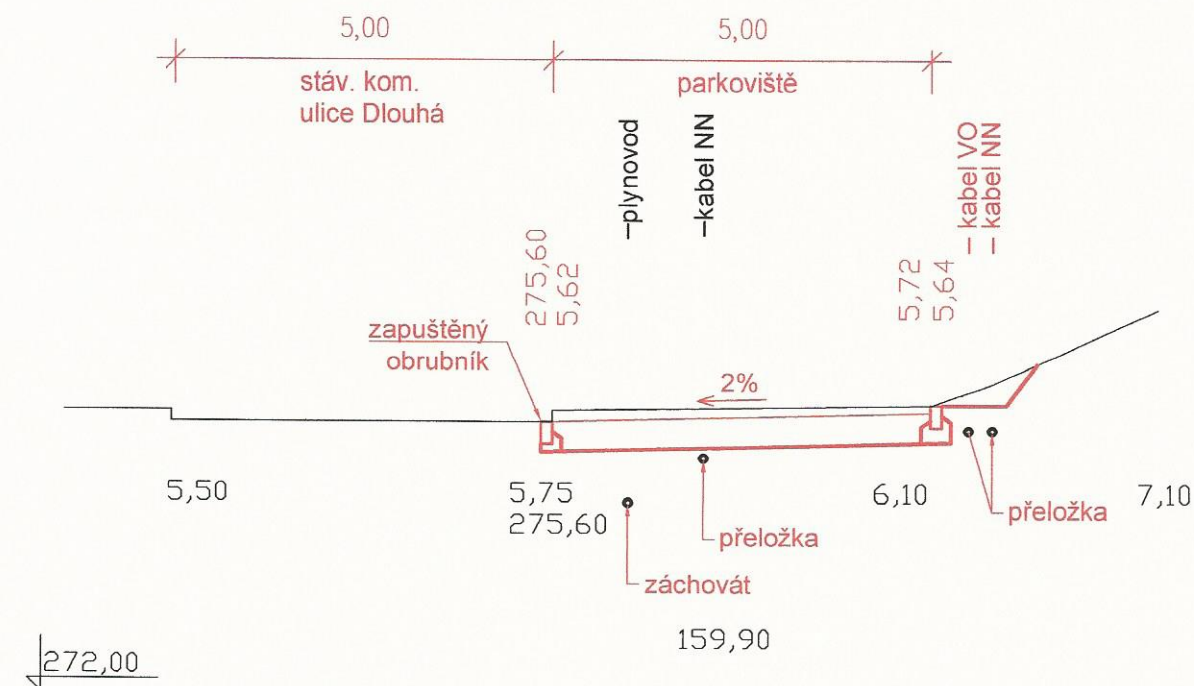 5,00
5,00
stáv. kom.
ulice Dlouhá
parkoviště
–plynovod
–kabel NN
– kabel VO
– kabel NN
275,60
5,62
5,72
5,64
zapuštěný
obrubník
2%
5,50
5,75
275,60
6,10
7,10
přeložka
přeložka
záchovát
159,90
272,00